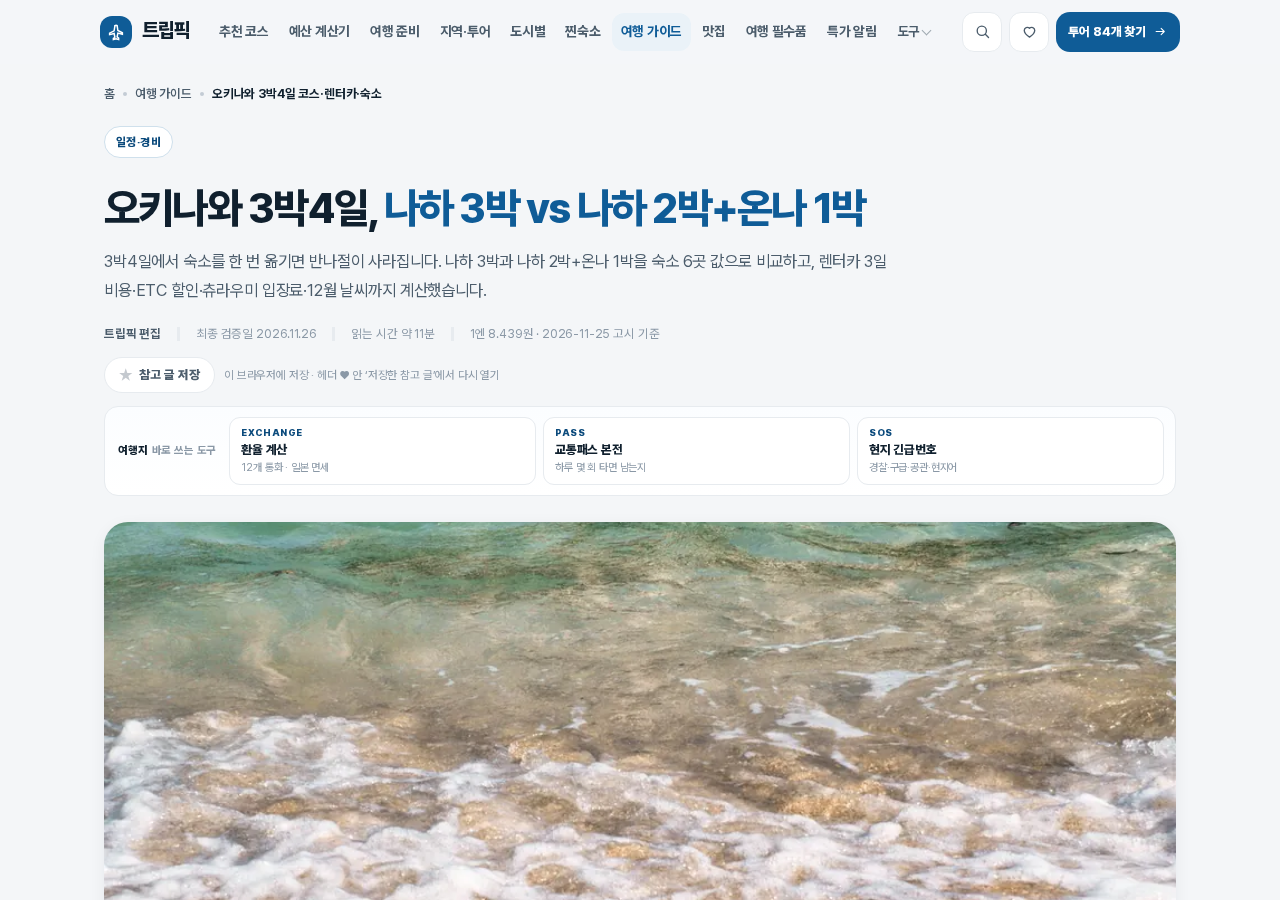 트립픽
추천 코스 예산 계산기 여행 준비 지역·투어 도시별 찐숙소 여행 가이드 맛집 여행 필수품 특가 알림 도구
투어 84개 찾기 →
홈 • 여행 가이드 • 오키나와 3박4일 코스·렌터카·숙소
일정·경비
오키나와 3박4일, 나하 3박 vs 나하 2박+온나 1박
3박4일에서 숙소를 한 번 옮기면 반나절이 사라집니다. 나하 3박과 나하 2박+온나 1박을 숙소 6곳 값으로 비교하고, 렌터카 3일
비용·ETC 할인·츄라우미 입장료·12월 날씨까지 계산했습니다.
트립픽 편집 | 최종 검증일 2026.11.26 | 읽는 시간 약 11분 | 1엔 8.439원 · 2026-11-25 고시 기준
★ 참고 글 저장 이 브라우저에 저장 · 헤더 ♥ 안 '저장한 참고 글'에서 다시 열기
여행지 바로 쓰는 도구
EXCHANGE
환율 계산
12개 통화 · 일본 면세
PASS
교통패스 본전
하루 몇 회 타면 남는지
SOS
현지 긴급번호
경찰·구급·공관·현지어